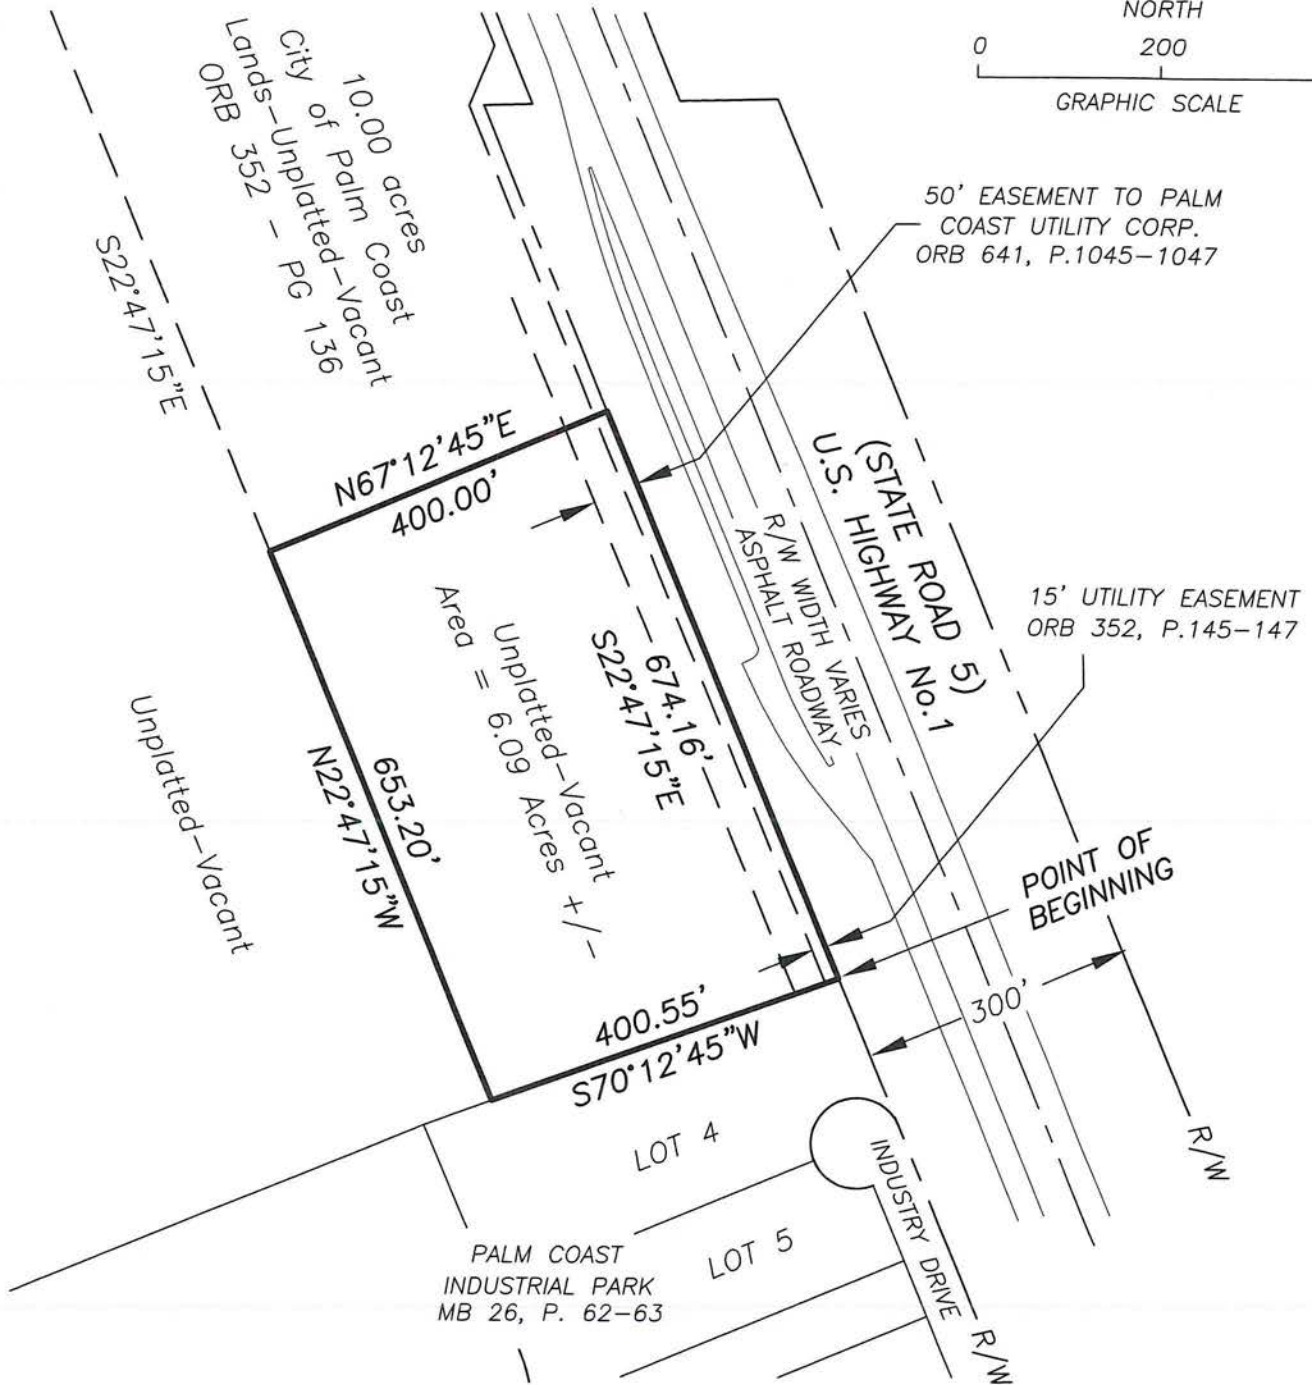 NORTH
0 200
GRAPHIC SCALE
10.00 acres
City of Palm Coast
Lands-Unplatted-Vacant
ORB 352 - PG 136
S22°47'15"E
50' EASEMENT TO PALM
COAST UTILITY CORP.
ORB 641, P.1045-1047
N67°12'45"E
400.00'
(STATE ROAD 5)
U.S. HIGHWAY No.1
R/W WIDTH VARIES
ASPHALT ROADWAY
15' UTILITY EASEMENT
ORB 352, P.145-147
674.16'
S22°47'15"E
Unplatted-Vacant
Area = 6.09 Acres +/-
Unplatted-Vacant
653.20'
N22°47'15"W
POINT OF
BEGINNING
300'
400.55'
S70°12'45"W
R/W
LOT 4
LOT 5
INDUSTRY DRIVE
R/W
PALM COAST
INDUSTRIAL PARK
MB 26, P. 62-63